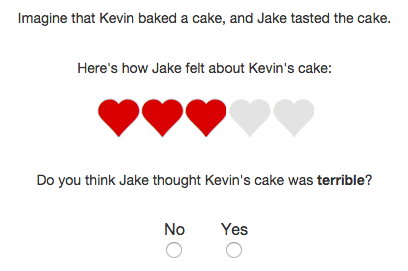 Imagine that Kevin baked a cake, and Jake tasted the cake.
Here's how Jake felt about Kevin's cake:
Do you think Jake thought Kevin's cake was terrible?
No Yes